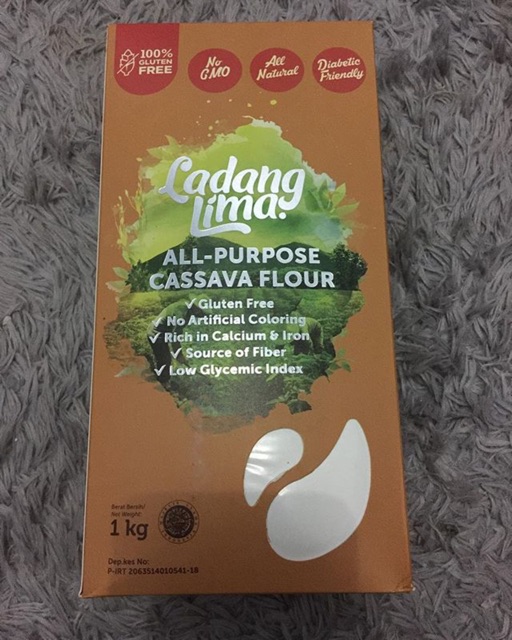 100%
GLUTEN
FREE
No
GMO
All
Natural
Diabetic
Friendly
Ladang
Lima.
ALL-PURPOSE
CASSAVA FLOUR
✓ Gluten Free
✓ No Artificial Coloring
✓ Rich in Calcium & Iron
✓ Source of Fiber
✓ Low Glycemic Index
Berat Bersih/
Net Weight:
1 kg
Dep.kes No:
P-IRT 2063514010541-18